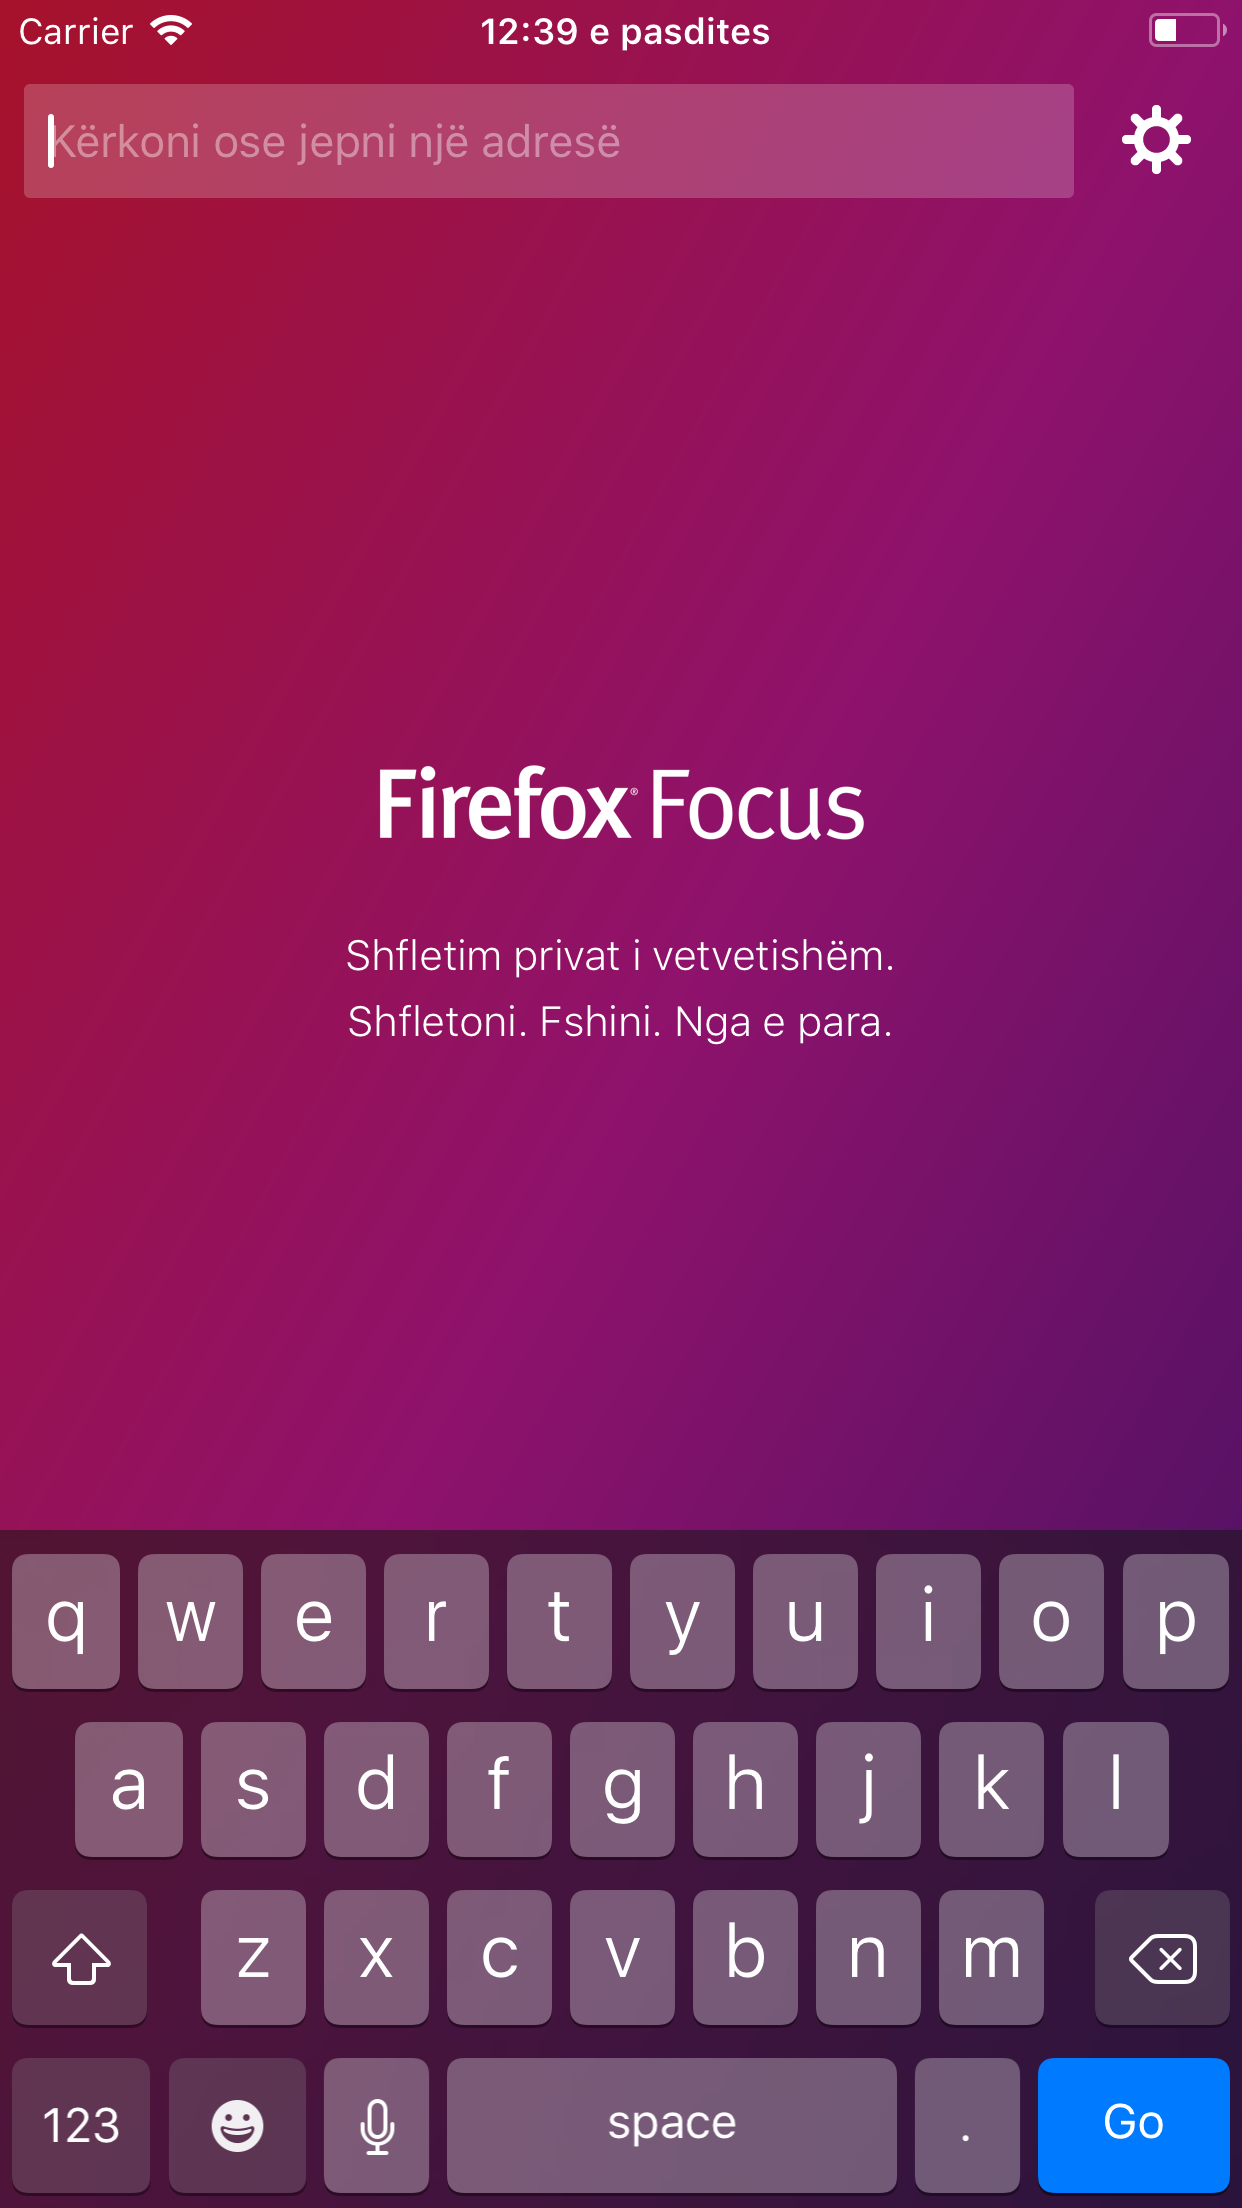 Carrier 12:39 e pasdites
Kërkoni ose jepni një adresë
Firefox® Focus
Shfletim privat i vetvetishëm.
Shfletoni. Fshini. Nga e para.
q w e r t y u i o p
a s d f g h j k l
z x c v b n m
123 space . Go